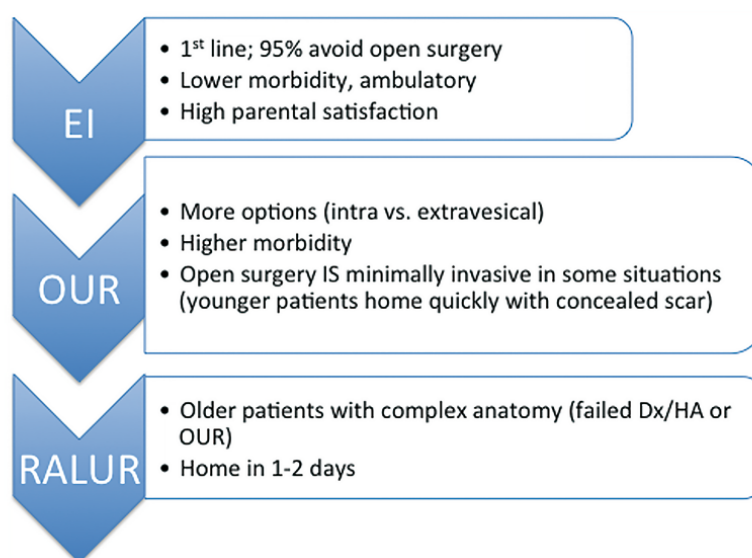 EI
• 1st line; 95% avoid open surgery
• Lower morbidity, ambulatory
• High parental satisfaction
OUR
• More options (intra vs. extravesical)
• Higher morbidity
• Open surgery IS minimally invasive in some situations
(younger patients home quickly with concealed scar)
RALUR
• Older patients with complex anatomy (failed Dx/HA or
OUR)
• Home in 1-2 days